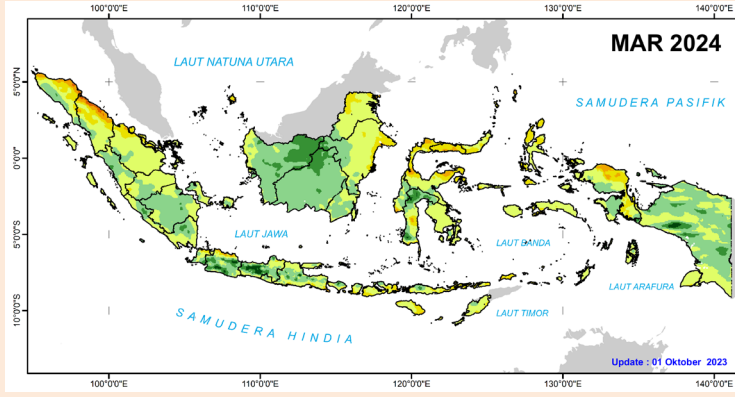 100°0'0"E 110°0'0"E 120°0'0"E 130°0'0"E 140°0'0"E
MAR 2024
LAUT NATUNA UTARA
5°0'0"N
SAMUDERA PASIFIK
0°0'0"
LAUT JAWA
5°0'0"S
LAUT BANDA
LAUT ARAFURA
10°0'0"S
SAMUDERA HINDIA
LAUT TIMOR
Update : 01 Oktober 2023
100°0'0"E 110°0'0"E 120°0'0"E 130°0'0"E 140°0'0"E